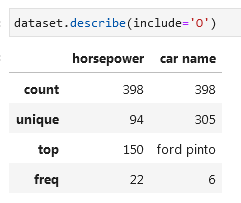 dataset.describe(include='O')
horsepower car name
count 398 398
unique 94 305
top 150 ford pinto
freq 22 6